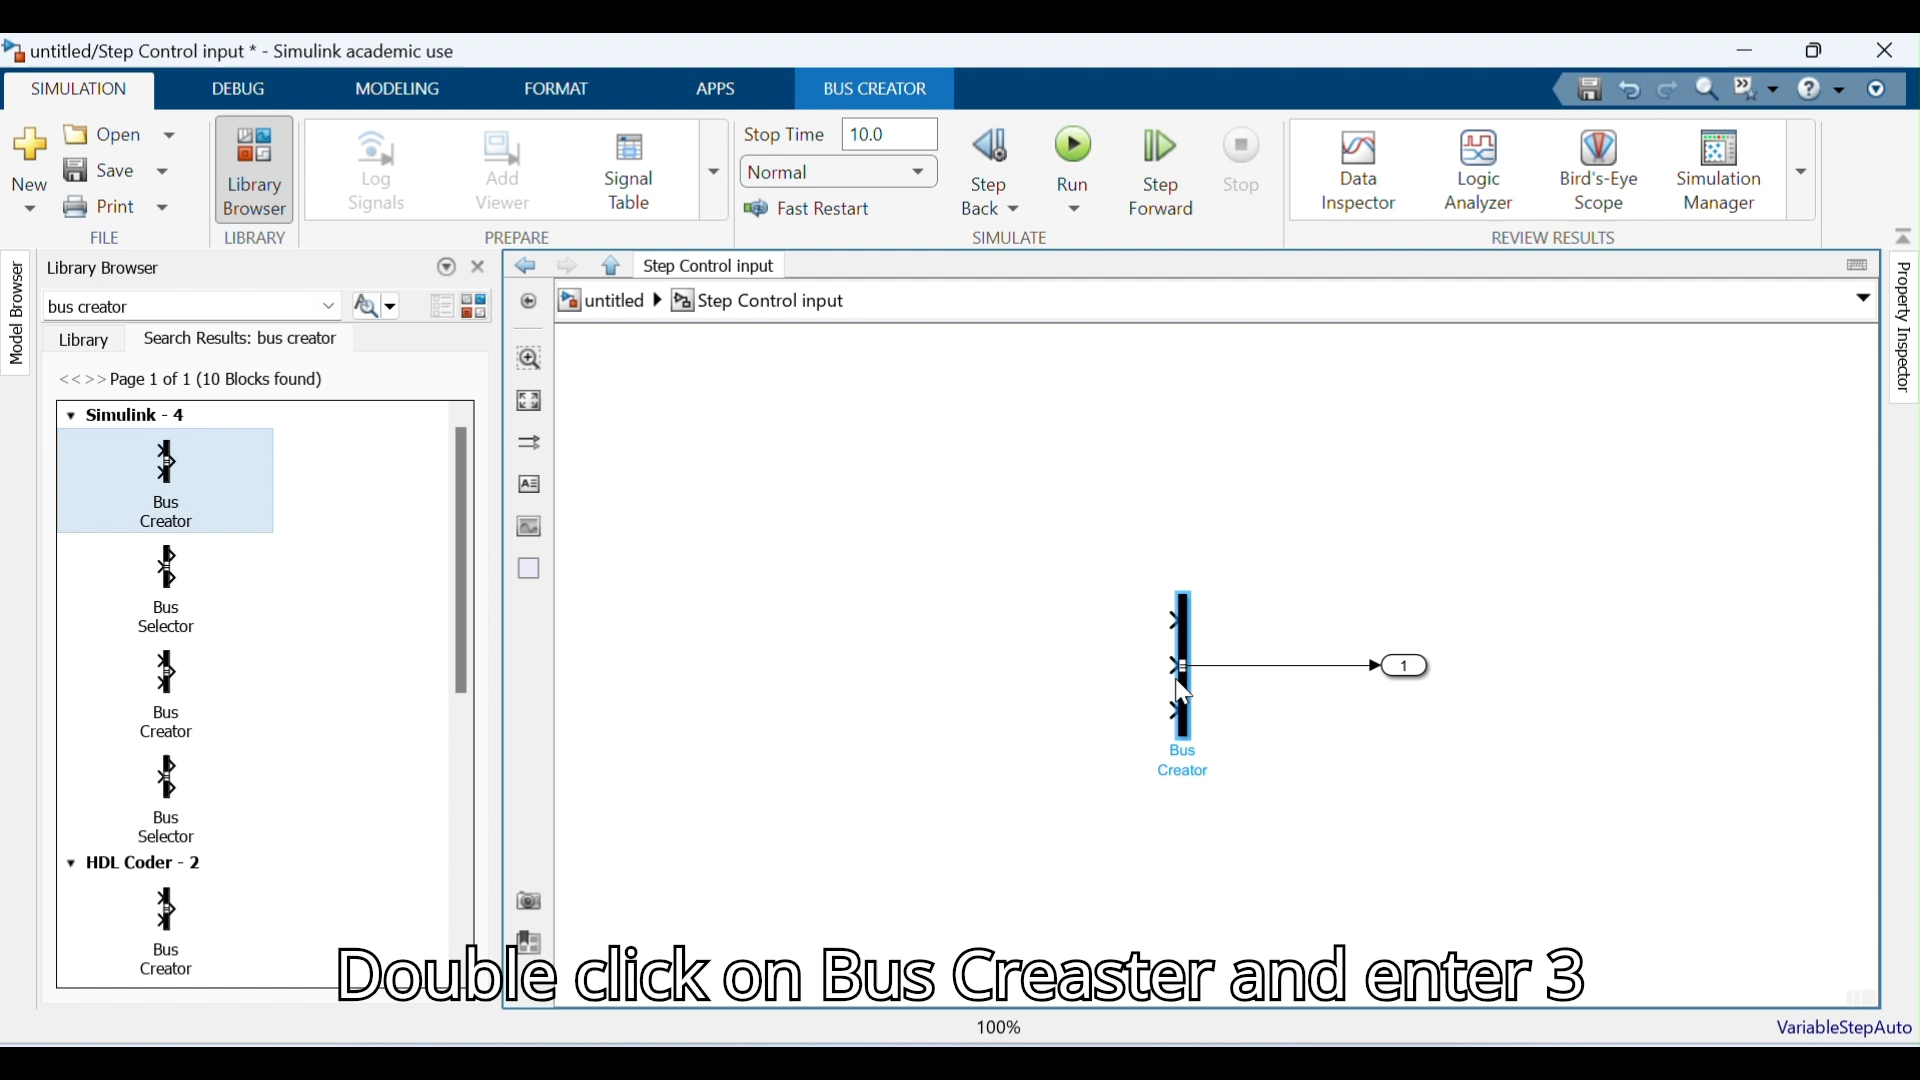 untitled/Step Control input * - Simulink academic use
SIMULATION DEBUG MODELING FORMAT APPS BUS CREATOR
New
Open
Save
Print
FILE
Library
Browser
LIBRARY
Log
Signals
Add
Viewer
Signal
Table
PREPARE
Stop Time 10.0
Normal
Fast Restart
Step
Back
Run
Step
Forward
Stop
SIMULATE
Data
Inspector
Logic
Analyzer
Bird's-Eye
Scope
Simulation
Manager
REVIEW RESULTS
Model Browser
Library Browser
bus creator
Library Search Results: bus creator
<<>> Page 1 of 1 (10 Blocks found)
Simulink - 4
Bus
Creator
Bus
Selector
Bus
Creator
Bus
Selector
HDL Coder - 2
Bus
Creator
Step Control input
untitled Step Control input
Property Inspector
1
Bus
Creator
Double click on Bus Creaster and enter 3
100%
VariableStepAuto